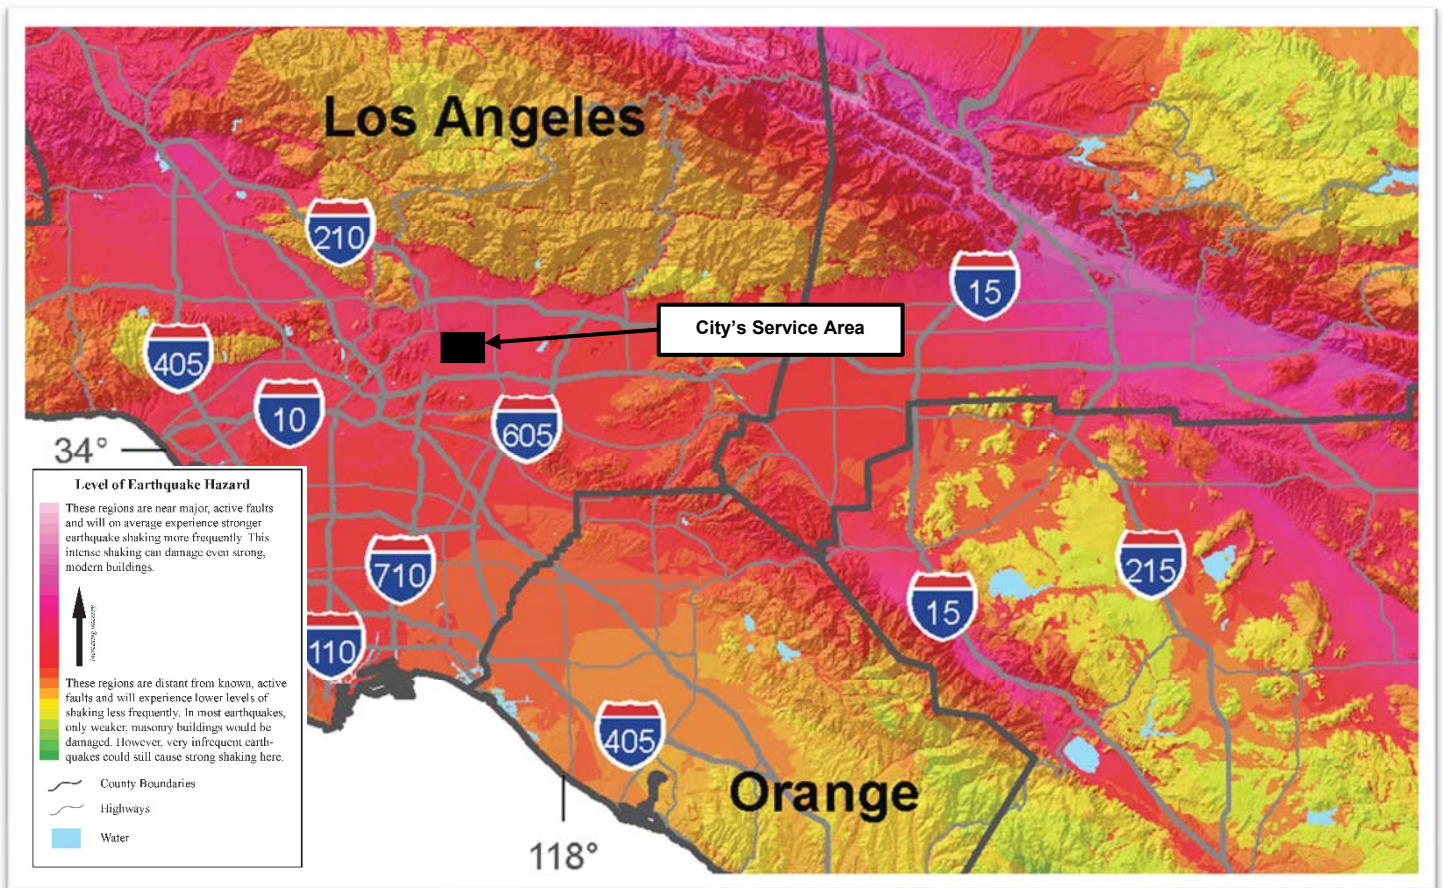 Los Angeles
210
15
City's Service Area
405
10
605
34°
Level of Earthquake Hazard
These regions are near major, active faults
and will on average experience stronger
earthquake shaking more frequently. This
intense shaking can damage even strong,
modern buildings.
Increasing intensity
These regions are distant from known, active
faults and will experience lower levels of
shaking less frequently. In most earthquakes,
only weaker, masonry buildings would be
damaged. However, very infrequent earth-
quakes could still cause strong shaking here.
County Boundaries
Highways
Water
710
215
15
110
405
Orange
118°